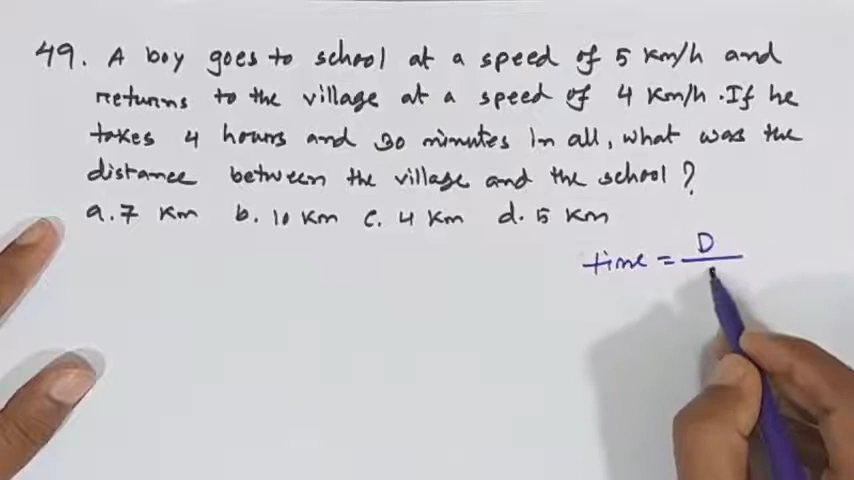 49. A boy goes to school at a speed of 5 km/h and
returns to the village at a speed of 4 km/h. If he
takes 4 hours and 30 minutes in all, what was the
distance between the village and the school?
a. 7 km b. 10 km c. 4 km d. 5 km
time = D